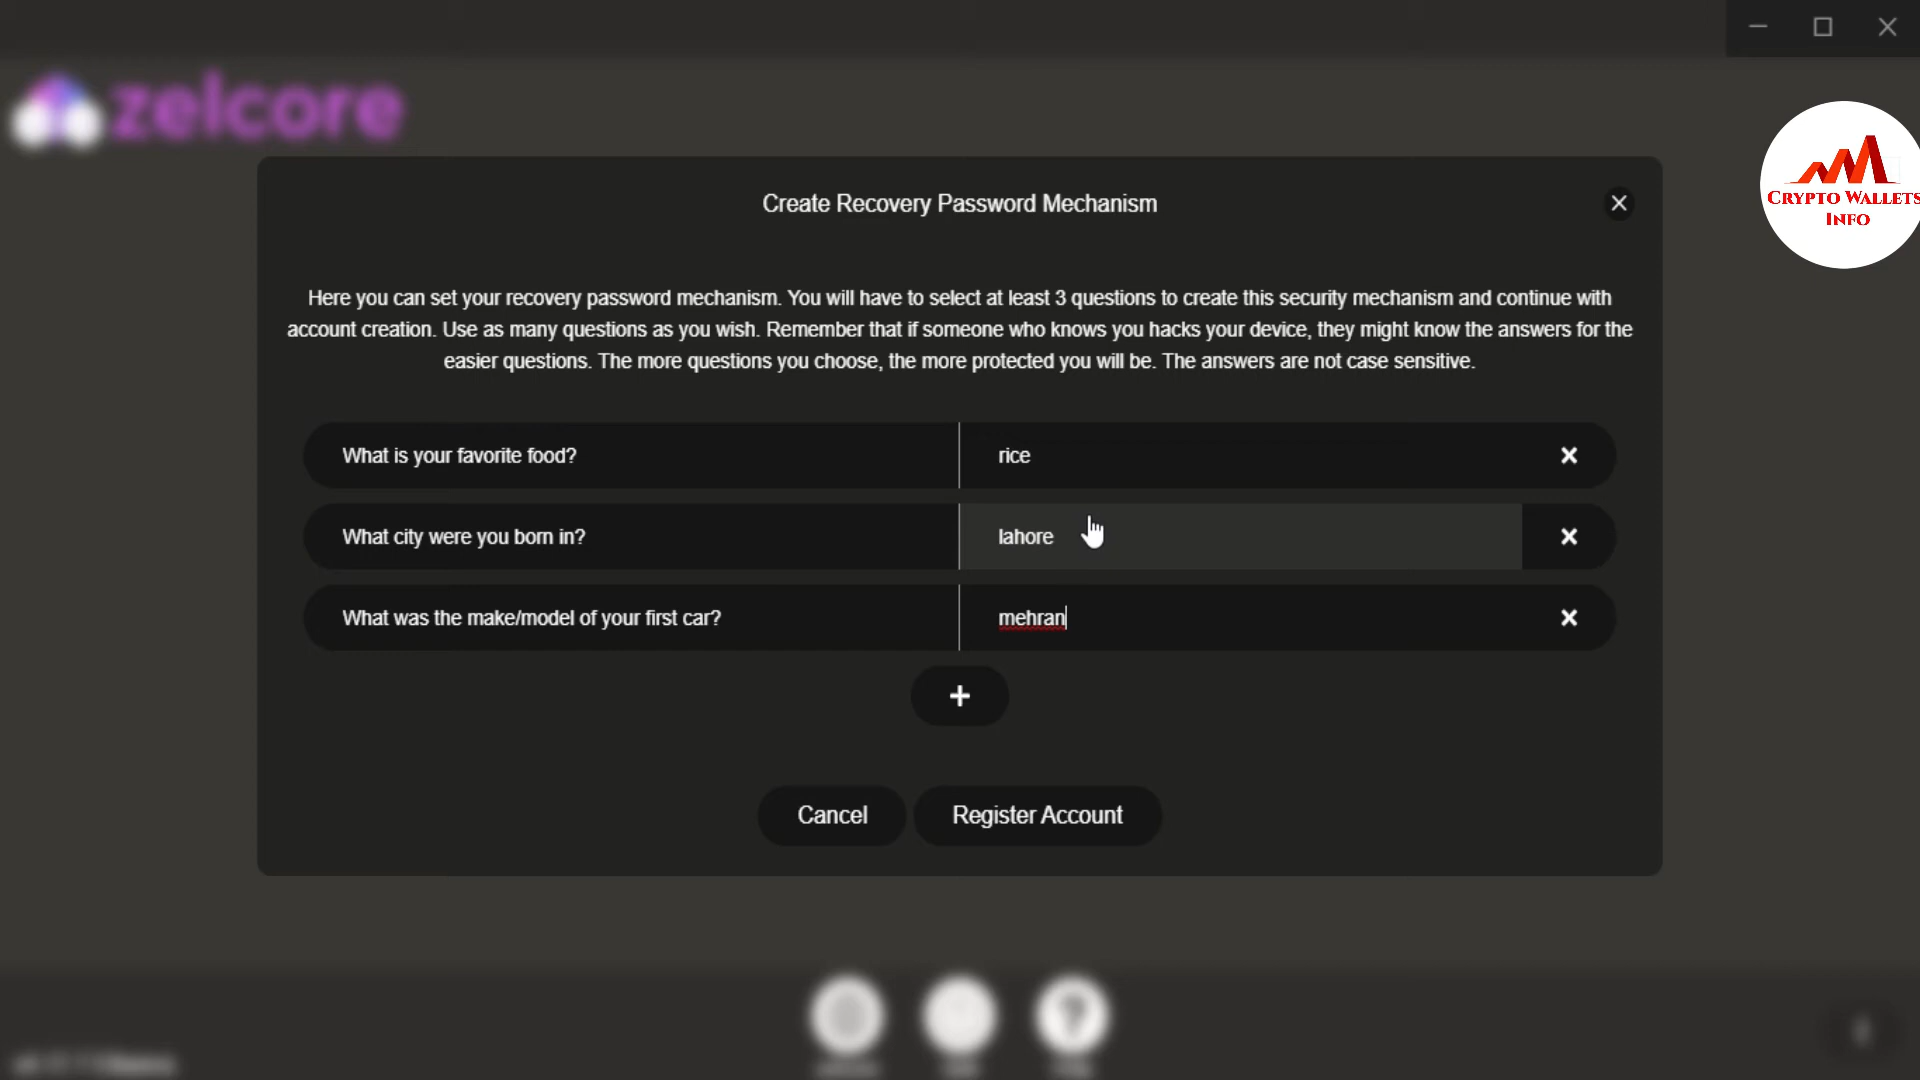 zelcore
CRYPTO WALLETS
INFO
Create Recovery Password Mechanism
Here you can set your recovery password mechanism. You will have to select at least 3 questions to create this security mechanism and continue with
account creation. Use as many questions as you wish. Remember that if someone who knows you hacks your device, they might know the answers for the
easier questions. The more questions you choose, the more protected you will be. The answers are not case sensitive.
What is your favorite food? rice
What city were you born in? lahore
What was the make/model of your first car? mehran
Cancel Register Account